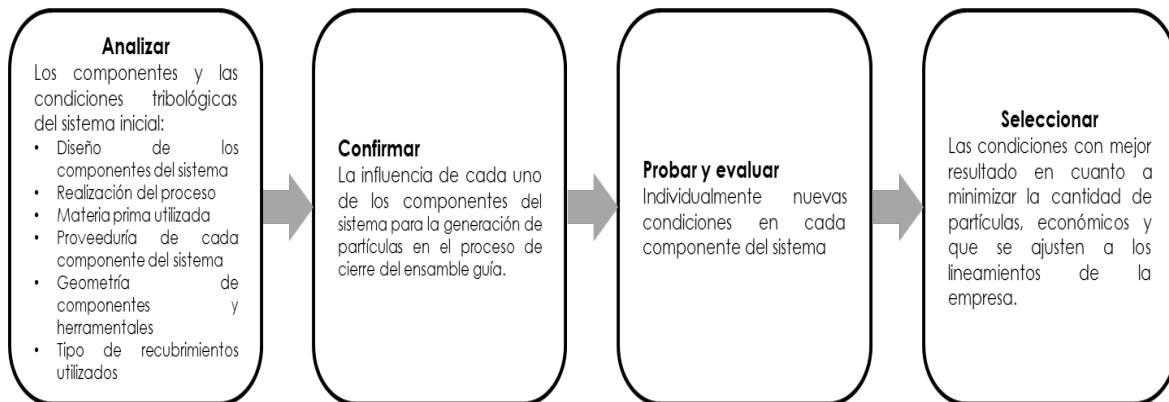 Analizar
Los componentes y las
condiciones tribológicas
del sistema inicial:
• Diseño de los
componentes del sistema
• Realización del proceso
• Materia prima utilizada
• Proveeduría de cada
componente del sistema
• Geometría de
componentes y
herramentales
• Tipo de recubrimientos
utilizados
Confirmar
La influencia de cada uno
de los componentes del
sistema para la generación de
partículas en el proceso de
cierre del ensamble guía.
Probar y evaluar
Individualmente nuevas
condiciones en cada
componente del sistema
Seleccionar
Las condiciones con mejor
resultado en cuanto a
minimizar la cantidad de
partículas, económicos y
que se ajusten a los
lineamientos de la
empresa.